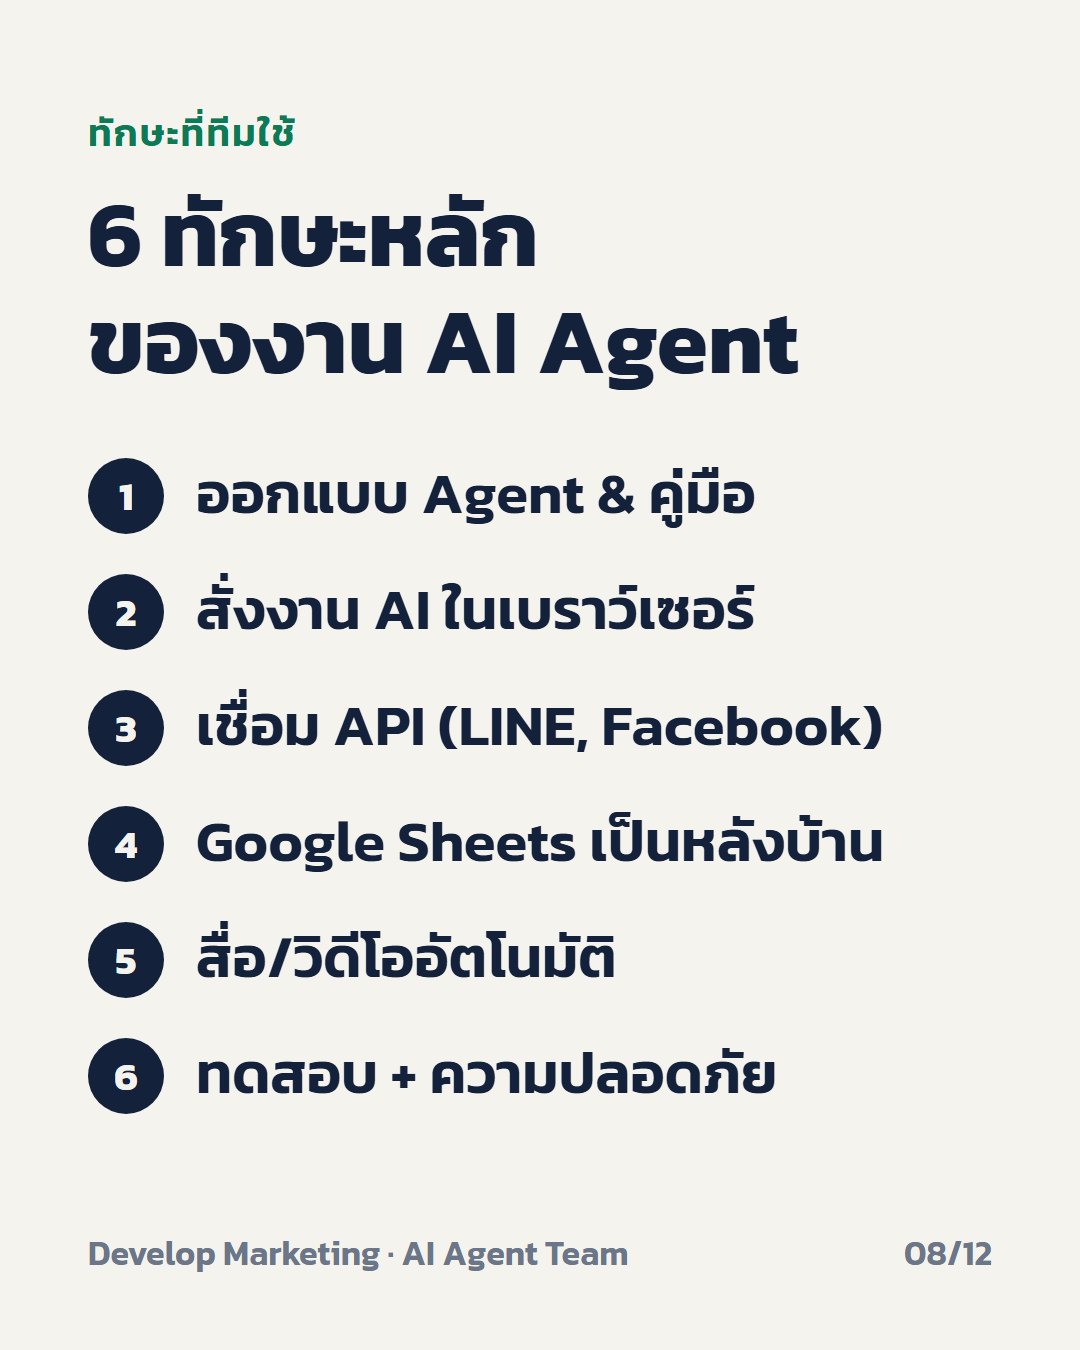 ทักษะที่ทีมใช้
6 ทักษะหลัก
ของงาน AI Agent
1 ออกแบบ Agent & คู่มือ
2 สั่งงาน AI ในเบราว์เซอร์
3 เชื่อม API (LINE, Facebook)
4 Google Sheets เป็นหลังบ้าน
5 สื่อ/วิดีโออัตโนมัติ
6 ทดสอบ + ความปลอดภัย
Develop Marketing · AI Agent Team 08/12